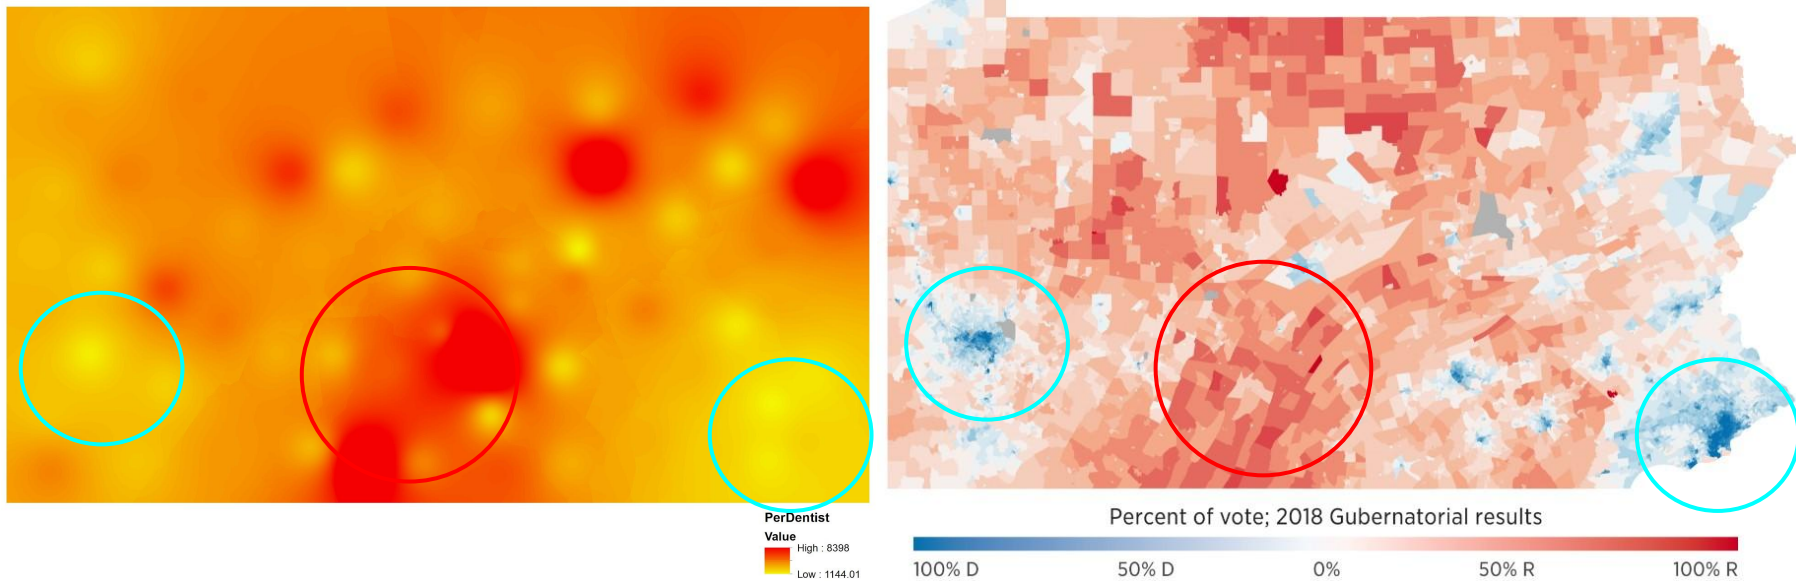 PerDentist
Value
High : 8398
Low : 1144.01
Percent of vote; 2018 Gubernatorial results
100% D 50% D 0% 50% R 100% R